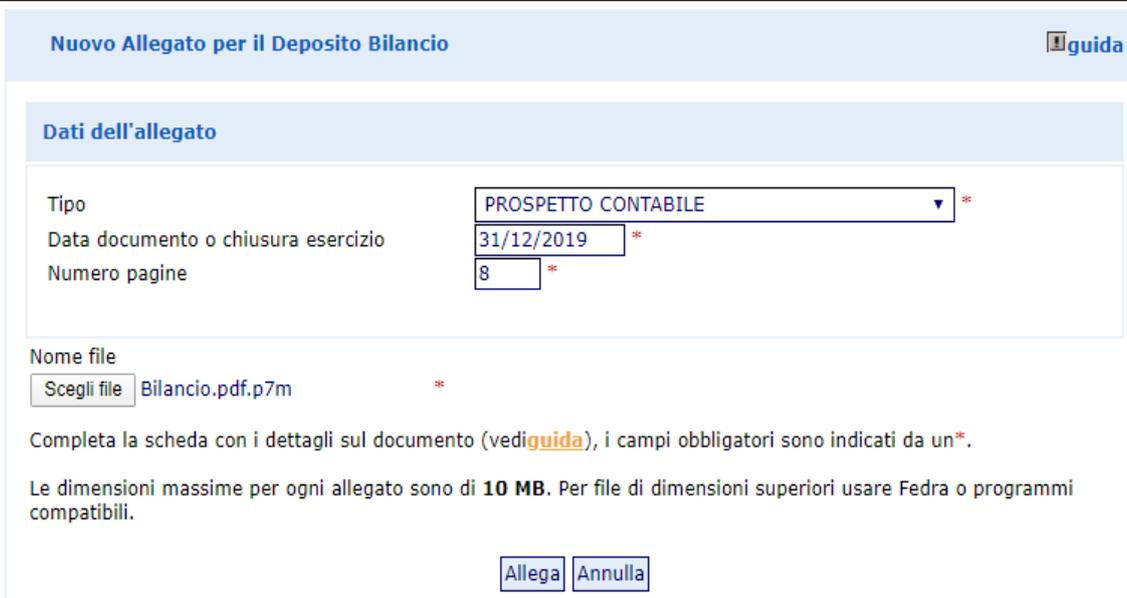 Nuovo Allegato per il Deposito Bilancio guida
Dati dell'allegato
Tipo PROSPETTO CONTABILE *
Data documento o chiusura esercizio 31/12/2019 *
Numero pagine 8 *
Nome file
Scegli file Bilancio.pdf.p7m *
Completa la scheda con i dettagli sul documento (vediguida), i campi obbligatori sono indicati da un*.
Le dimensioni massime per ogni allegato sono di 10 MB. Per file di dimensioni superiori usare Fedra o programmi
compatibili.
Allega Annulla